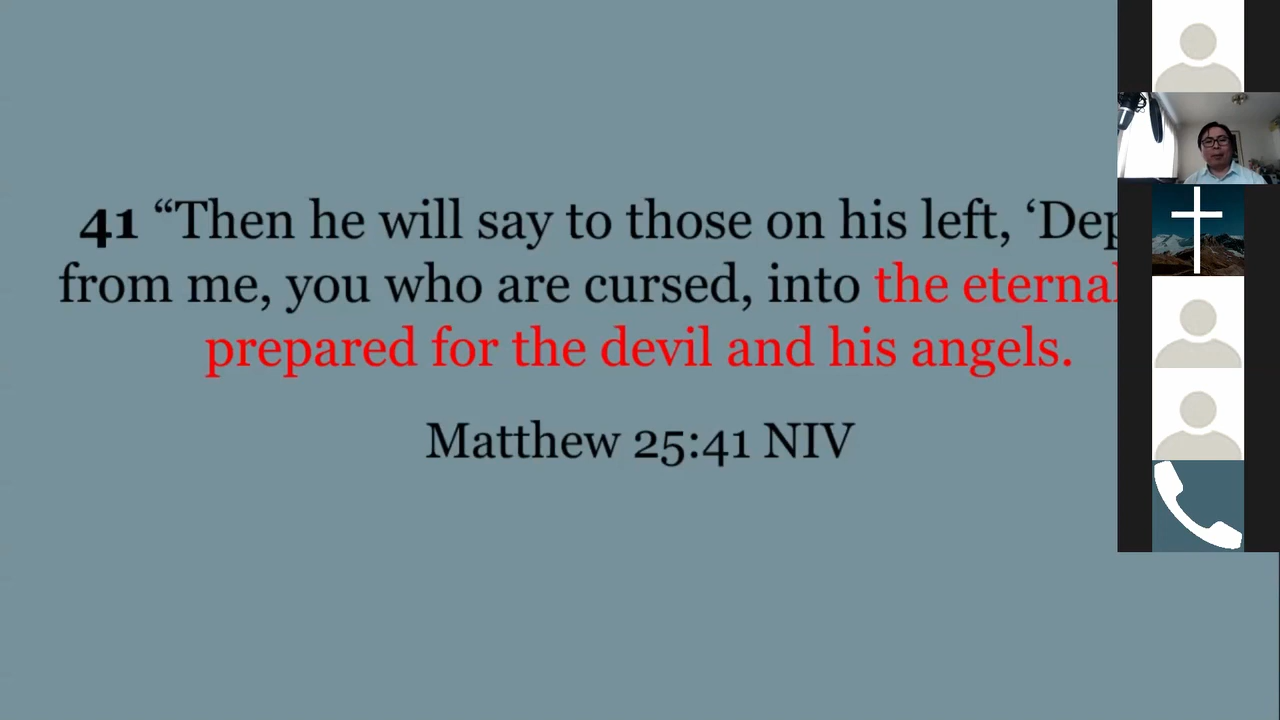 41 “Then he will say to those on his left, ‘Dep
from me, you who are cursed, into the eternal
prepared for the devil and his angels.
Matthew 25:41 NIV